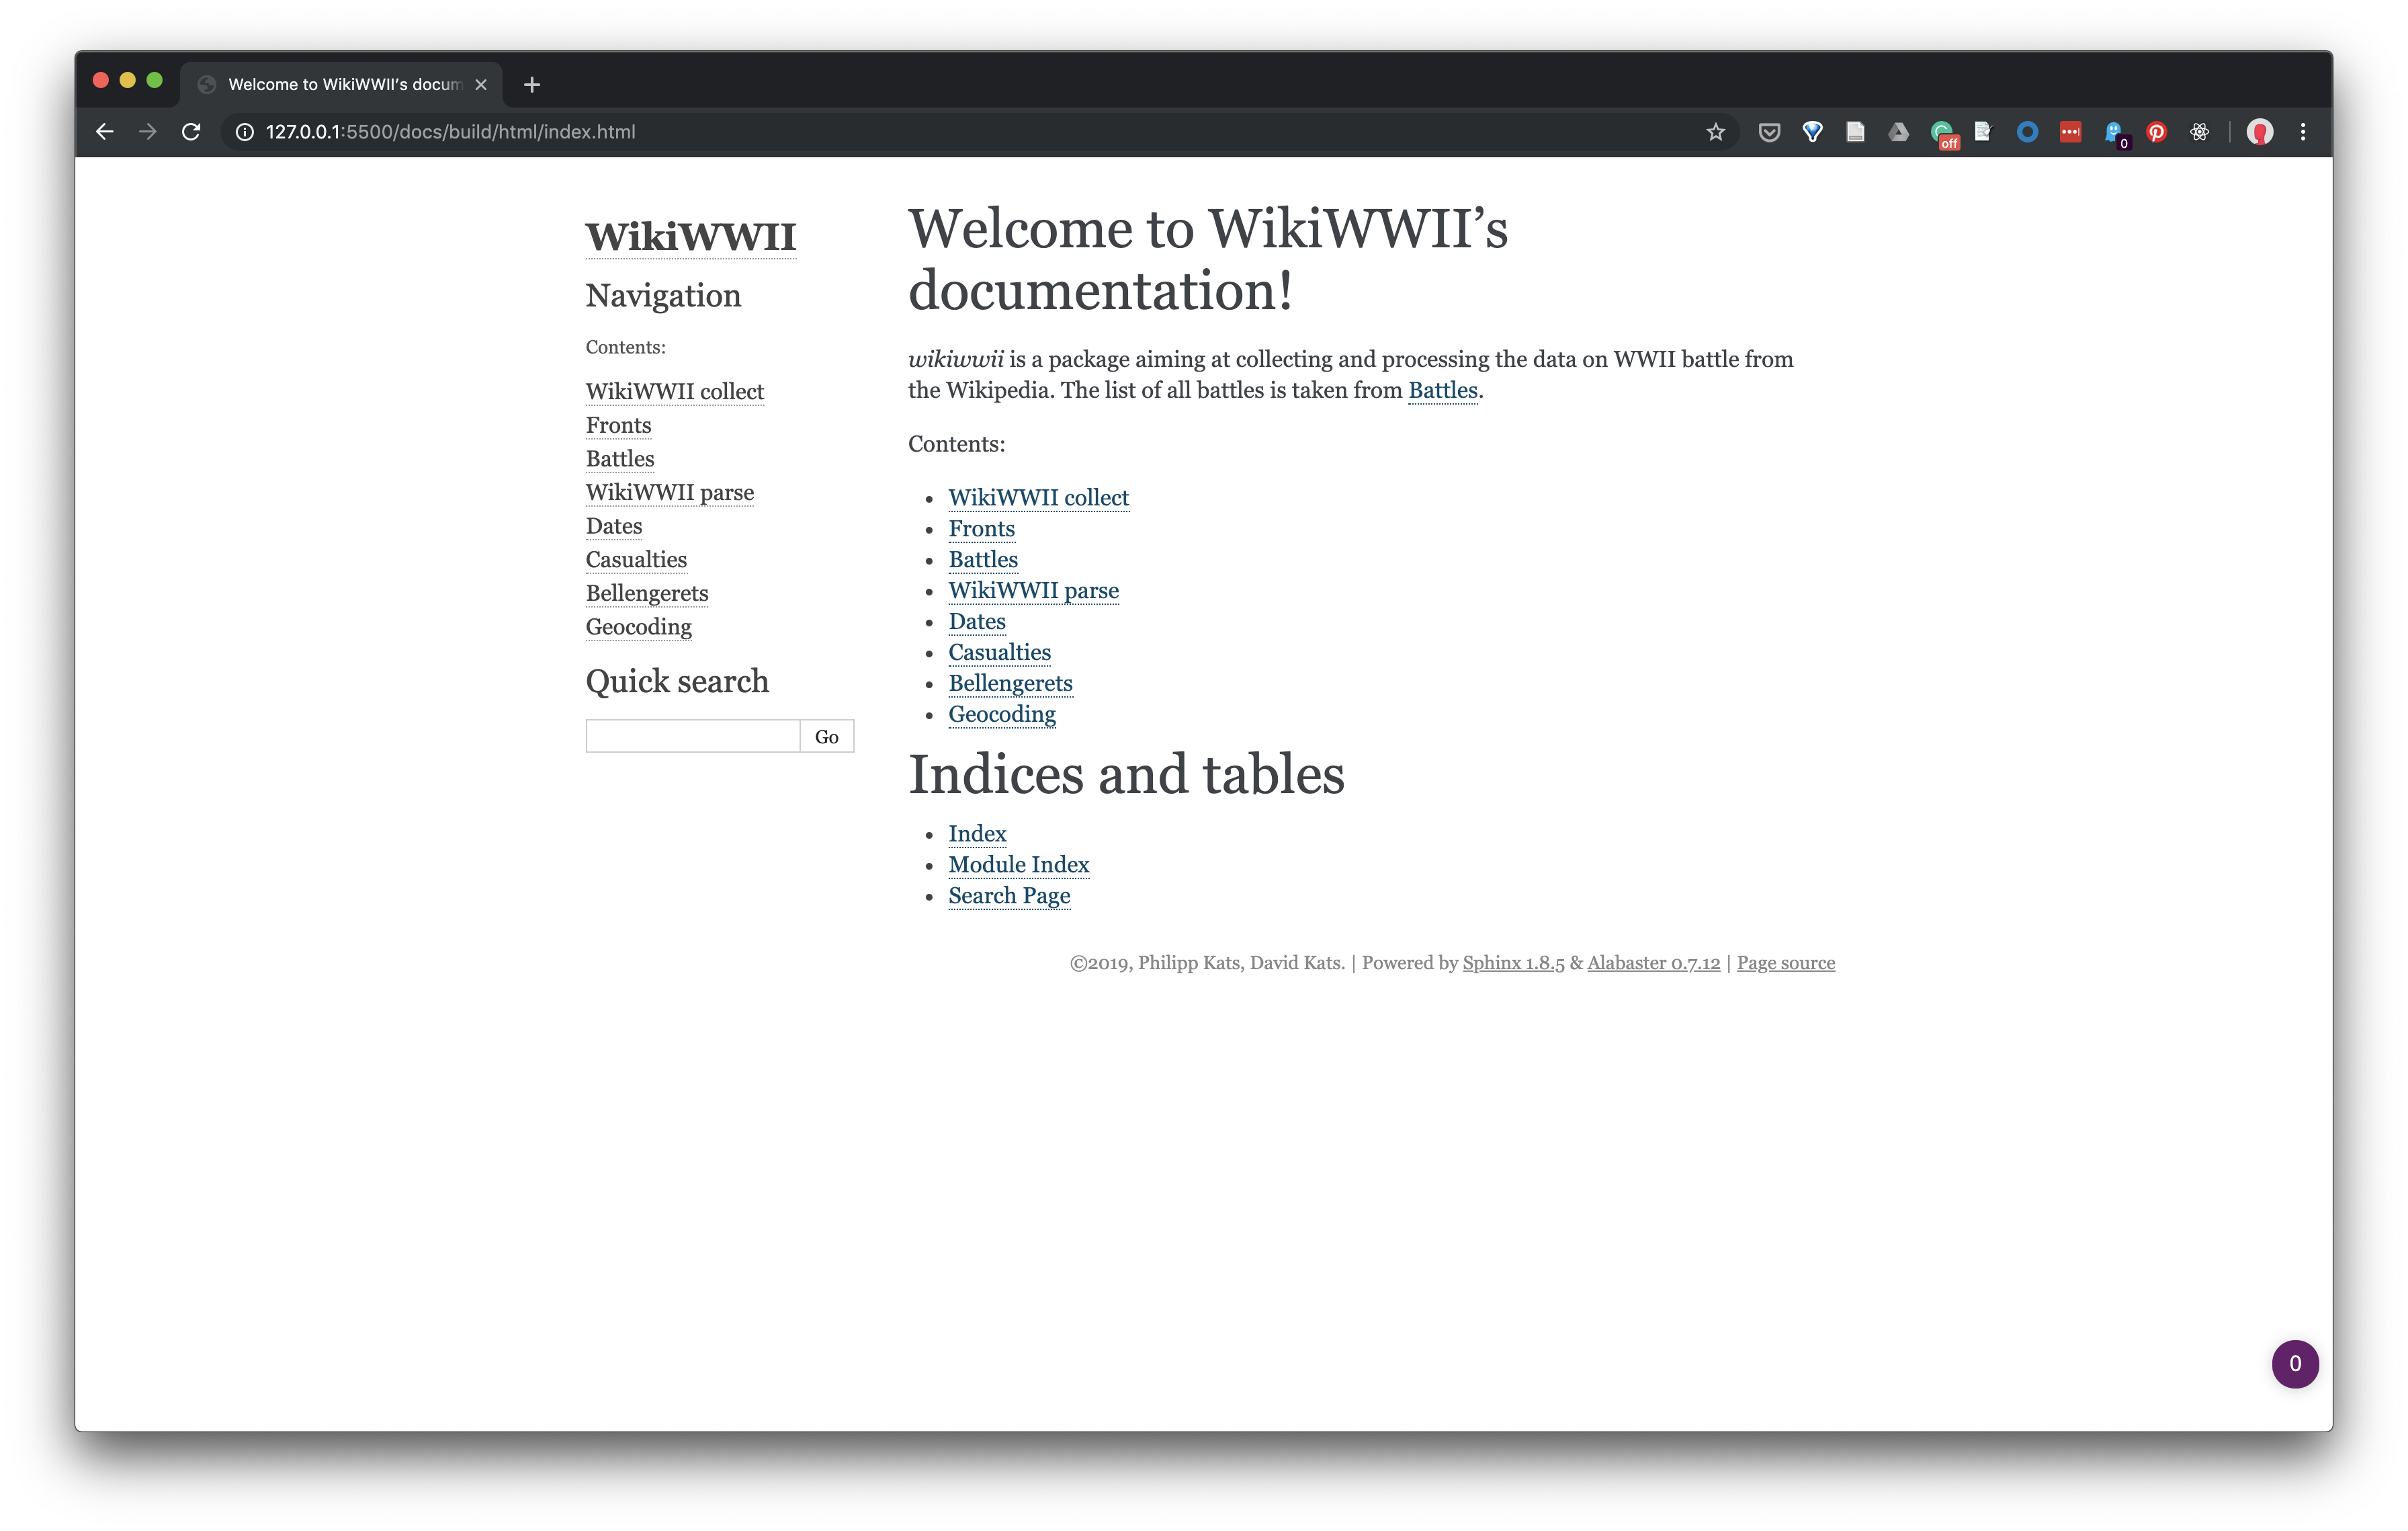 Welcome to WikiWWII’s docum
127.0.0.1:5500/docs/build/html/index.html
off
0
WikiWWII
Navigation
Contents:
WikiWWII collect
Fronts
Battles
WikiWWII parse
Dates
Casualties
Bellengerets
Geocoding
Quick search
Go
Welcome to WikiWWII’s
documentation!
wikiwwii is a package aiming at collecting and processing the data on WWII battle from
the Wikipedia. The list of all battles is taken from Battles.
Contents:
• WikiWWII collect
• Fronts
• Battles
• WikiWWII parse
• Dates
• Casualties
• Bellengerets
• Geocoding
Indices and tables
• Index
• Module Index
• Search Page
©2019, Philipp Kats, David Kats. | Powered by Sphinx 1.8.5 & Alabaster 0.7.12 | Page source
0